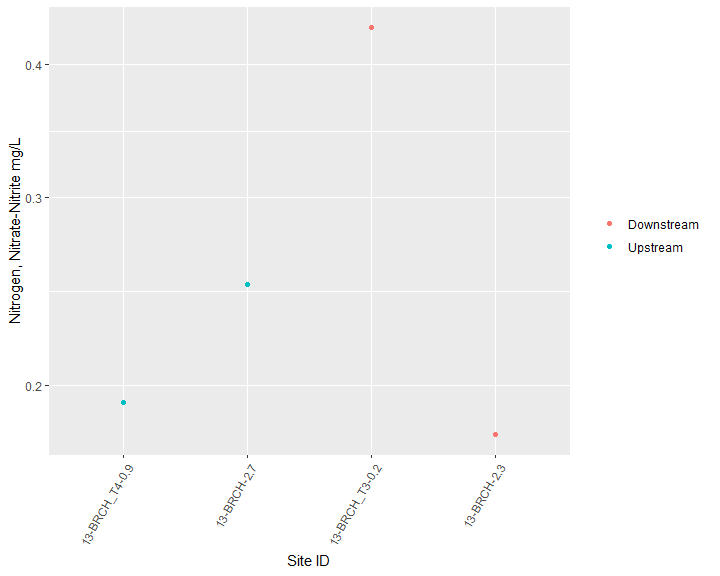 Nitrogen, Nitrate-Nitrite mg/L
0.4
0.3
0.2
13-BRCH_T4-0.9
13-BRCH-2.7
13-BRCH_T3-0.2
13-BRCH-2.3
Site ID
Downstream
Upstream